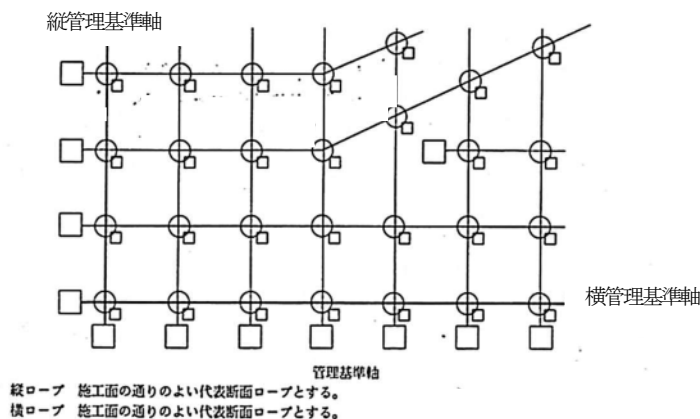 縦管理基準軸
横管理基準軸
管理基準軸
縦ロープ 施工面の通りのよい代表断面ロープとする。
横ロープ 施工面の通りのよい代表断面ロープとする。